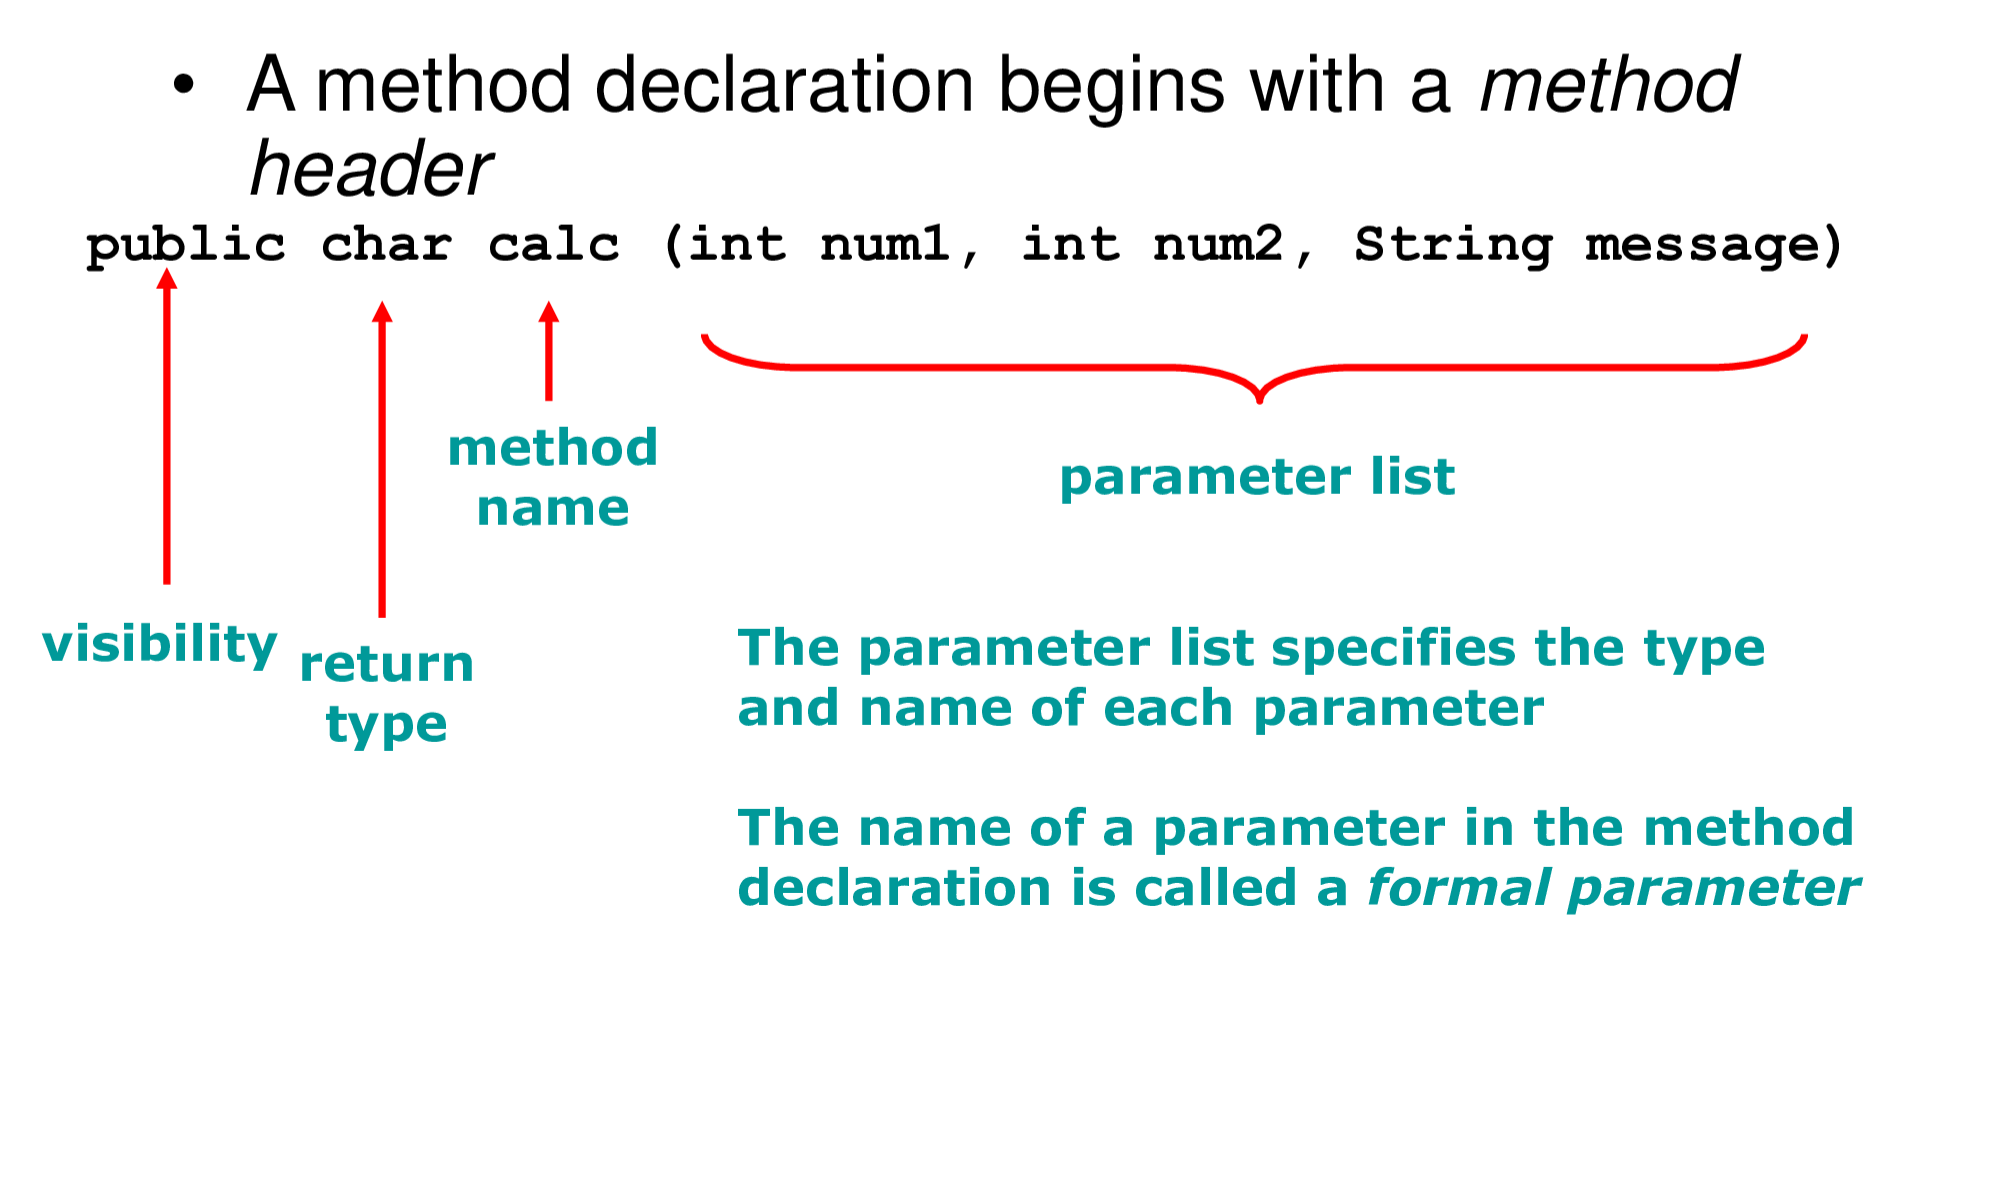 • A method declaration begins with a method
header
public char calc (int num1, int num2, String message)
method
name
parameter list
visibility
return
type
The parameter list specifies the type
and name of each parameter
The name of a parameter in the method
declaration is called a formal parameter